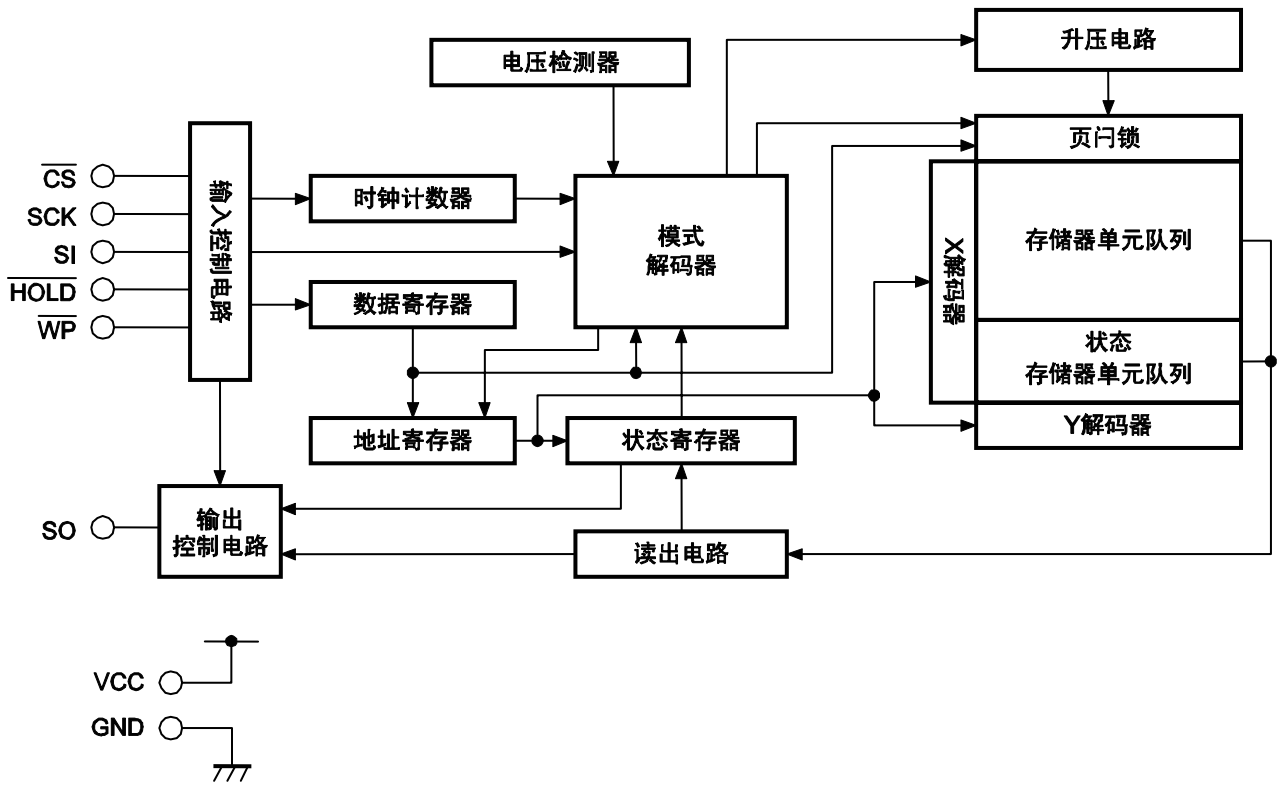 升压电路
电压检测器
页闩锁
CS
SCK
SI
HOLD
WP
输入控制电路
时钟计数器
数据寄存器
模式
解码器
X解码器
存储器单元队列
状态
存储器单元队列
Y解码器
地址寄存器
状态寄存器
SO
输出
控制电路
读出电路
VCC
GND